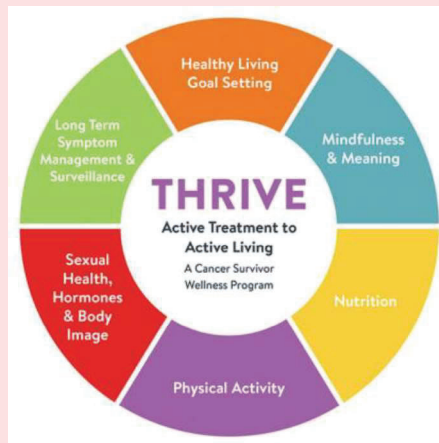 Healthy Living
Goal Setting
Mindfulness
& Meaning
Nutrition
Physical Activity
Sexual
Health,
Hormones
& Body
Image
Long Term
Symptom
Management &
Surveillance
THRIVE
Active Treatment to
Active Living
A Cancer Survivor
Wellness Program